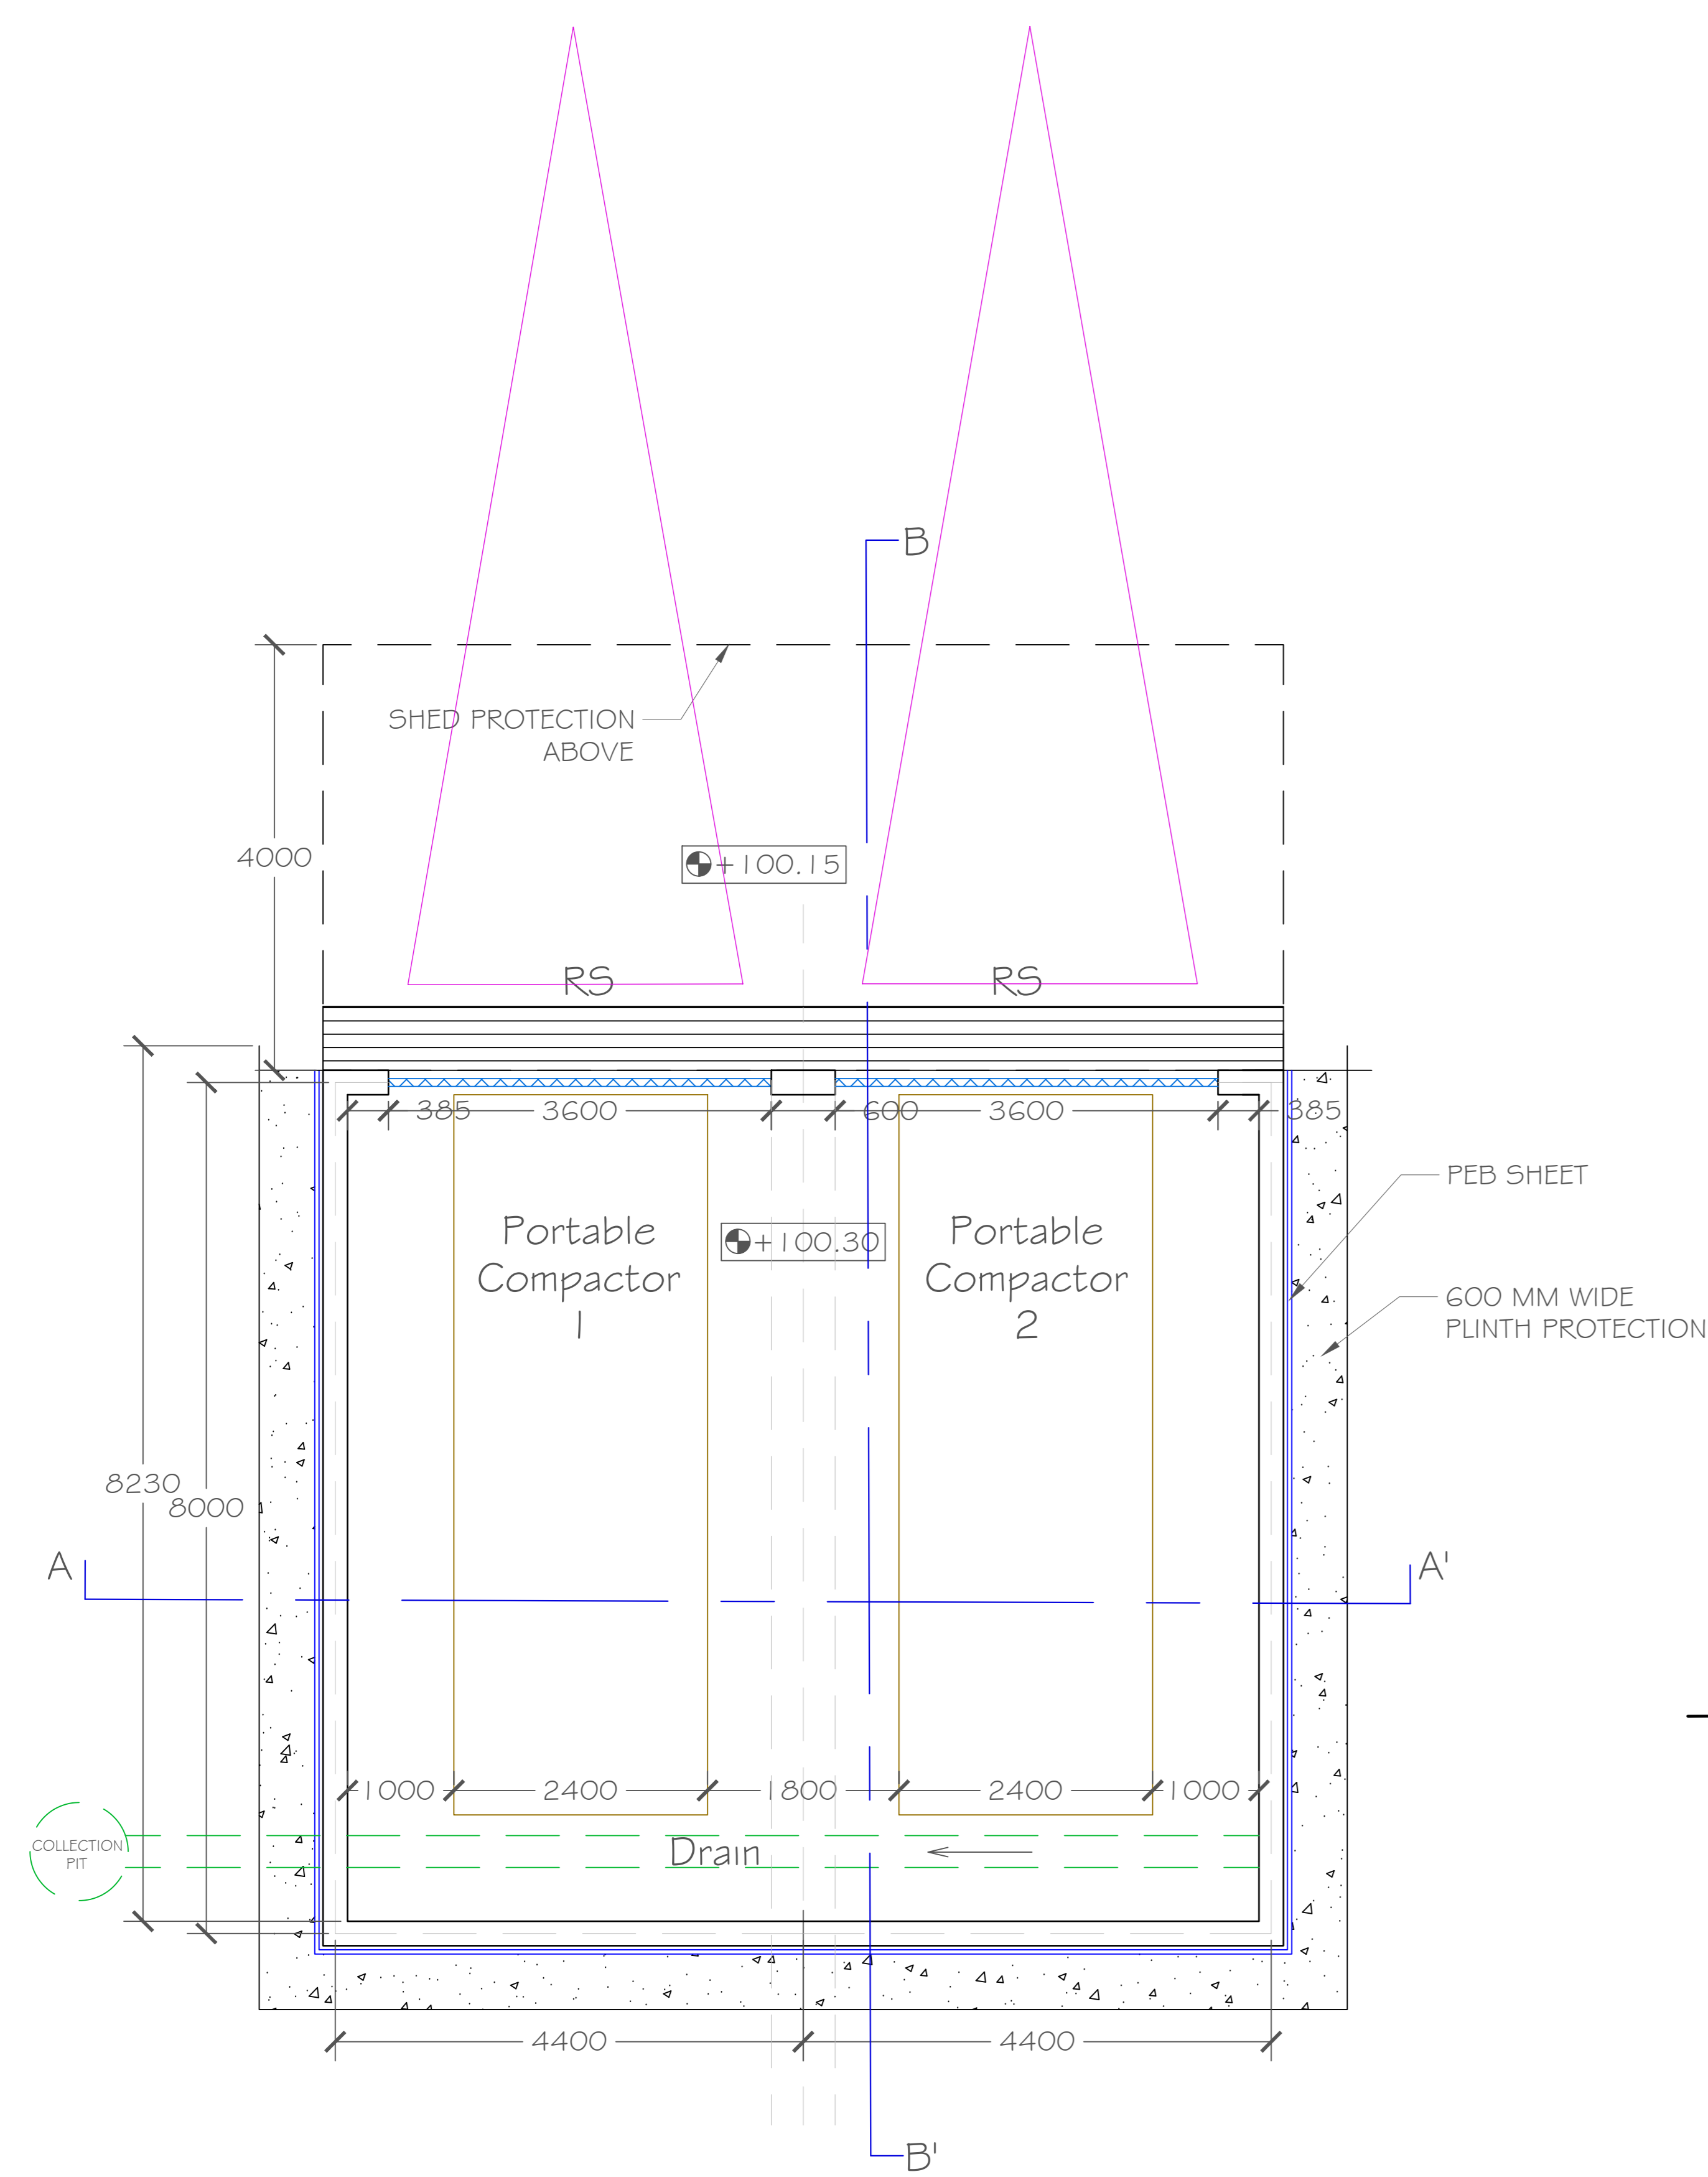 B
SHED PROTECTION
ABOVE
4000
+100.15
RS
RS
385
3600
600
3600
385
PEB SHEET
Portable
Compactor
1
+100.30
Portable
Compactor
2
600 MM WIDE
PLINTH PROTECTION
8230
8000
A
A'
1000
2400
1800
2400
1000
COLLECTION
PIT
Drain
4400
4400
B'